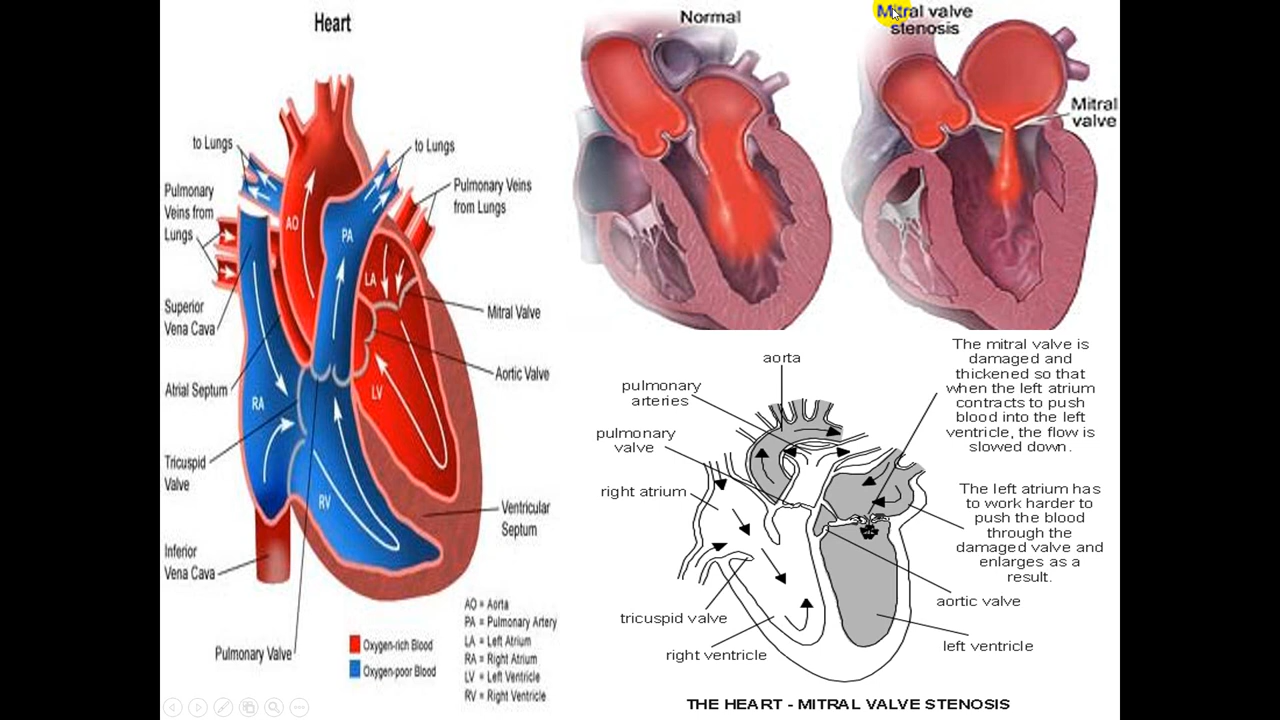 Heart
to Lungs
to Lungs
Pulmonary
Veins from
Lungs
Pulmonary Veins
from Lungs
AO
PA
LA
Superior
Vena Cava
Mitral Valve
Aortic Valve
Atrial Septum
RA
LV
Tricuspid
Valve
RV
Ventricular
Septum
Inferior
Vena Cava
Pulmonary Valve
Oxygen-rich Blood
Oxygen-poor Blood
AO = Aorta
PA = Pulmonary Artery
LA = Left Atrium
RA = Right Atrium
LV = Left Ventricle
RV = Right Ventricle
Normal
Mitral valve
stenosis
Mitral
valve
aorta
pulmonary
arteries
pulmonary
valve
right atrium
tricuspid valve
right ventricle
The mitral valve is
damaged and
thickened so that
when the left atrium
contracts to push
blood into the left
ventricle, the flow is
slowed down.
The left atrium has
to work harder to
push the blood
through the
damaged valve and
enlarges as a
result.
aortic valve
left ventricle
THE HEART - MITRAL VALVE STENOSIS